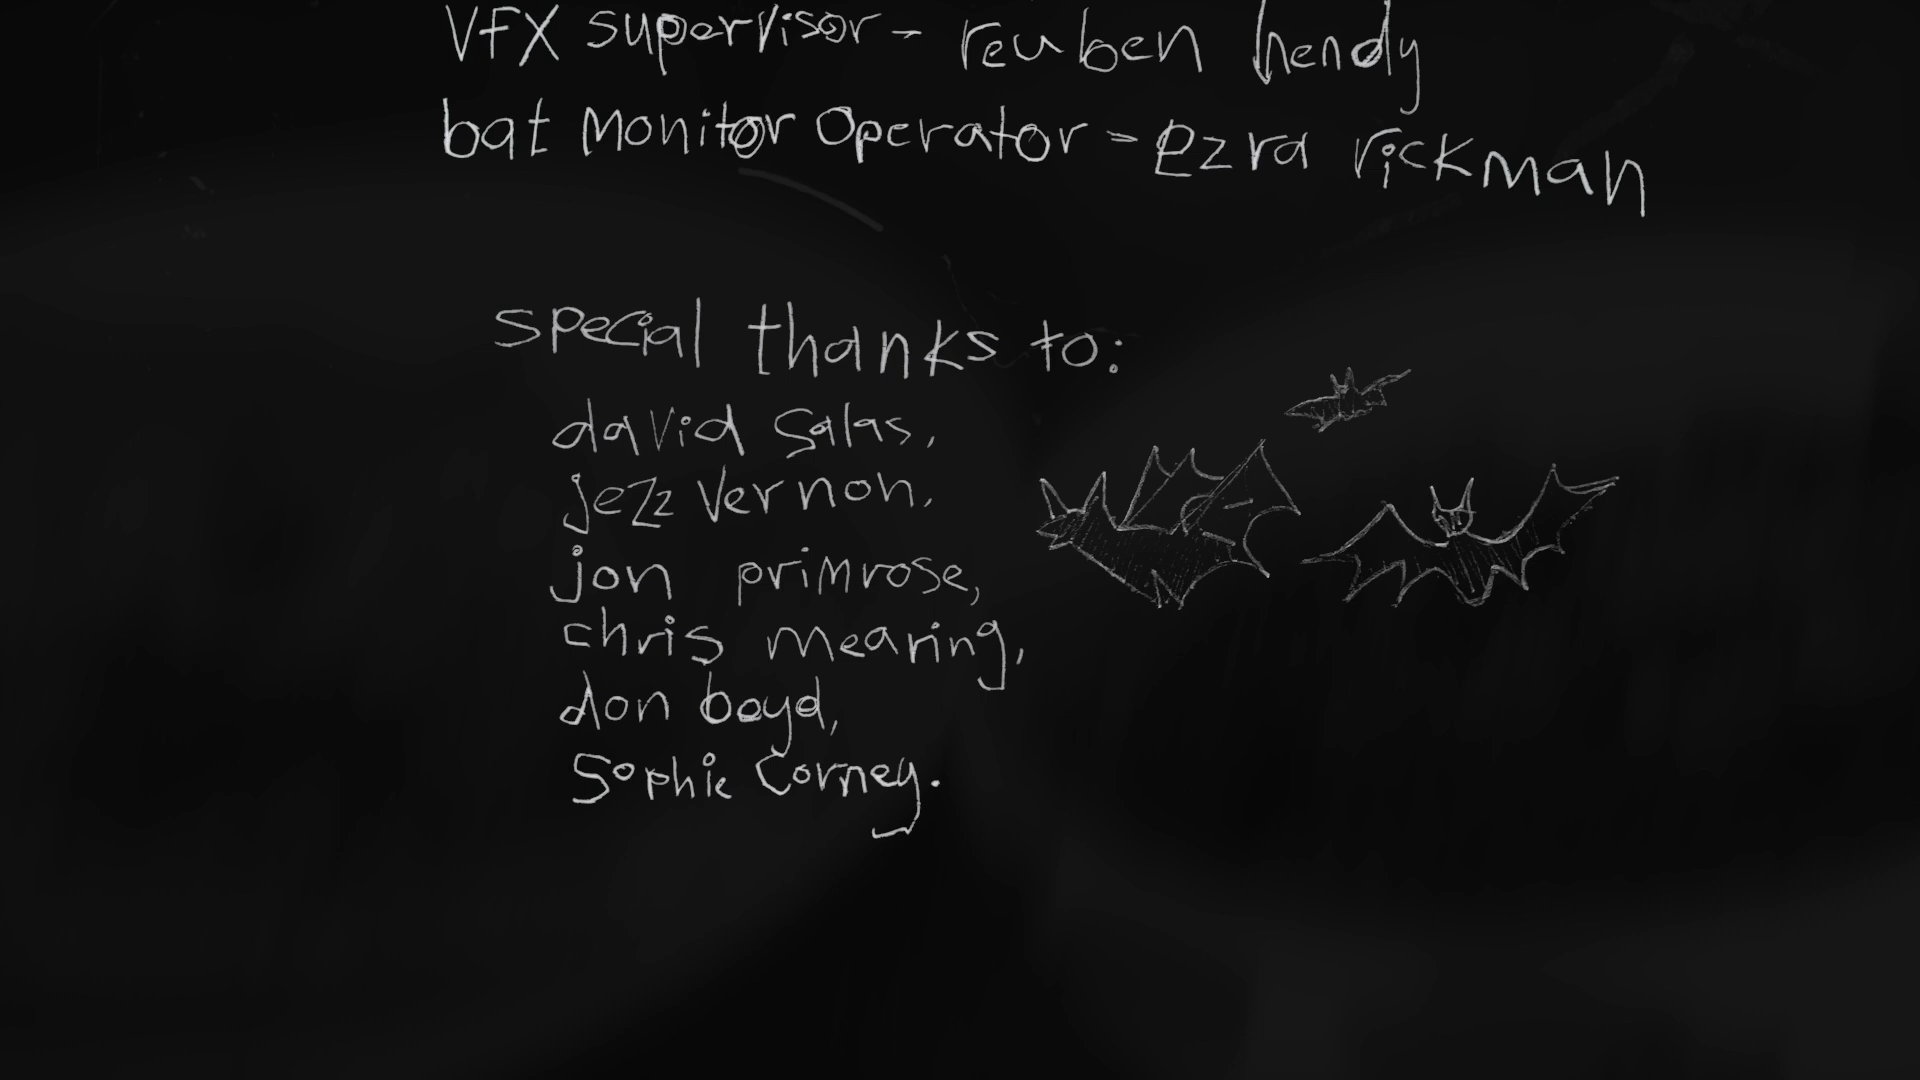 VFX supervisor - reuben hendy
bat Monitor Operator - ezra rickman
special thanks to:
david Salas,
jezz Vernon,
jon primrose,
chris mearing,
don boyd,
Sophie Corney.